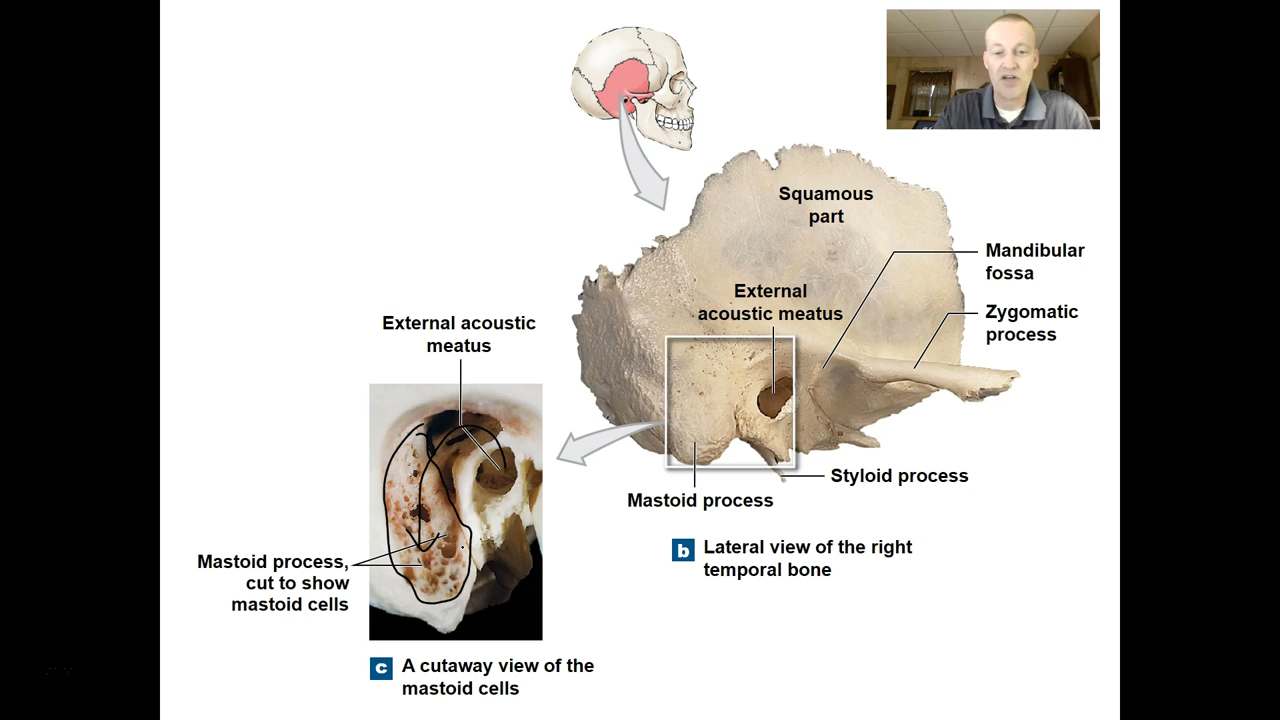 Squamous
part
Mandibular
fossa
External
acoustic meatus
Zygomatic
process
External acoustic
meatus
Styloid process
Mastoid process
b Lateral view of the right
temporal bone
Mastoid process,
cut to show
mastoid cells
c A cutaway view of the
mastoid cells